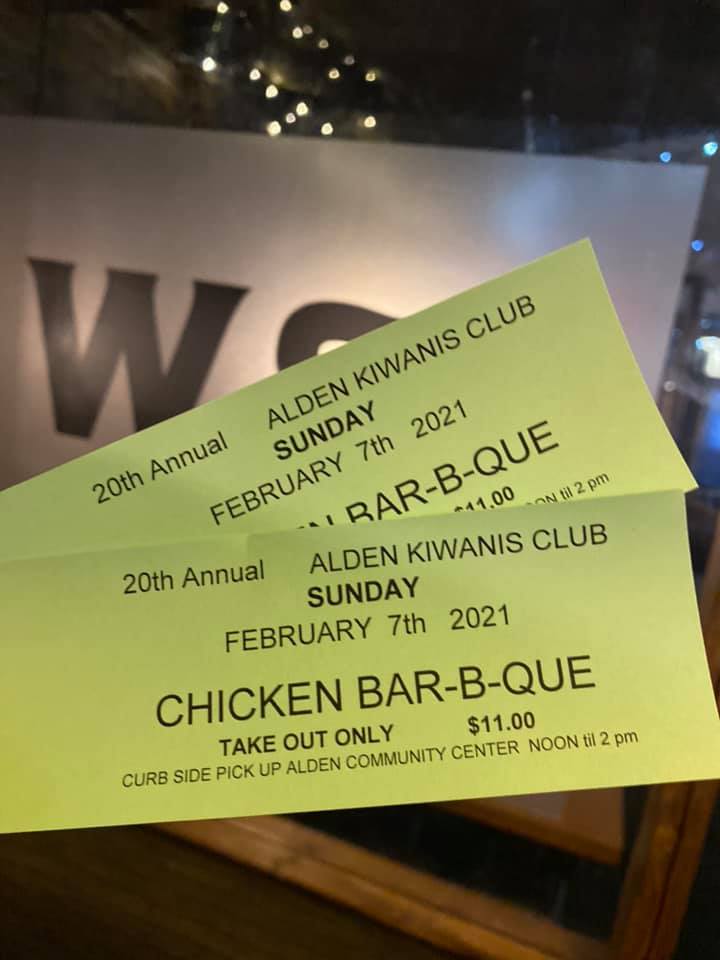 WS
20th Annual ALDEN KIWANIS CLUB
SUNDAY
FEBRUARY 7th 2021
BAR-B-QUE
$11.00 til 2 pm
20th Annual ALDEN KIWANIS CLUB
SUNDAY
FEBRUARY 7th 2021
CHICKEN BAR-B-QUE
TAKE OUT ONLY $11.00
CURB SIDE PICK UP ALDEN COMMUNITY CENTER NOON til 2 pm